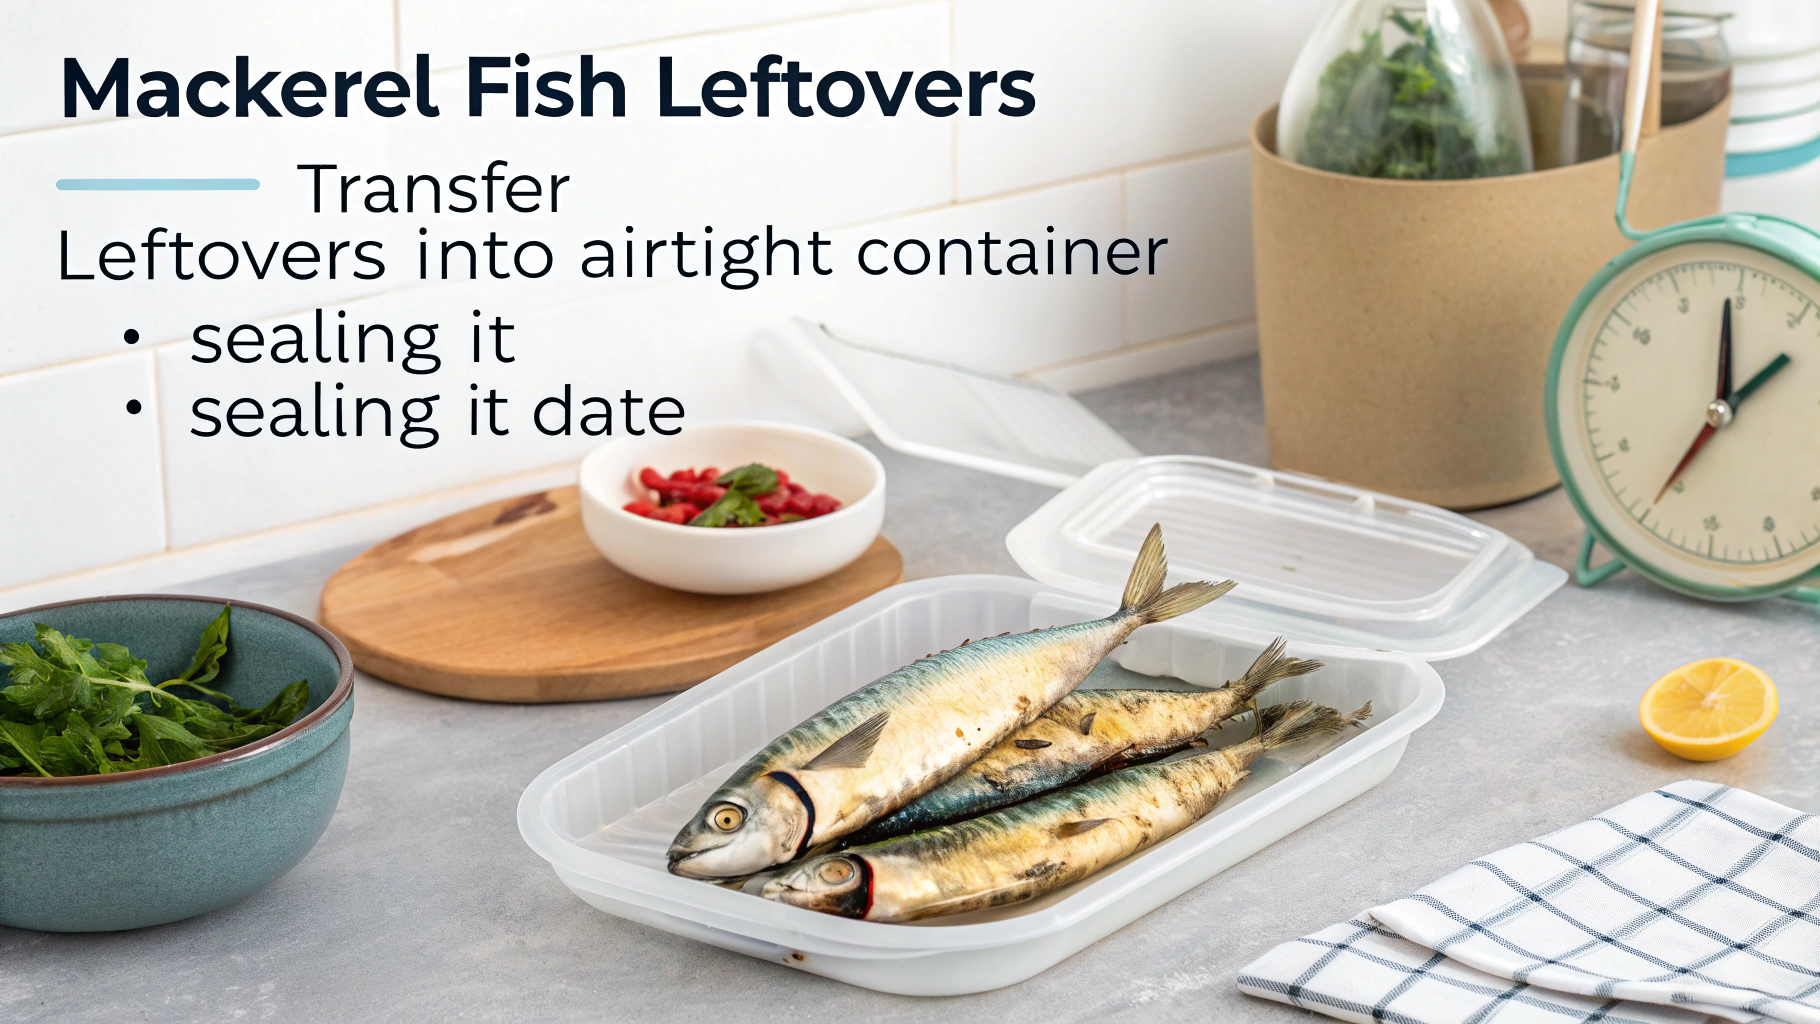 Mackerel Fish Leftovers
Transfer
Leftovers into airtight container
• sealing it
• sealing it date